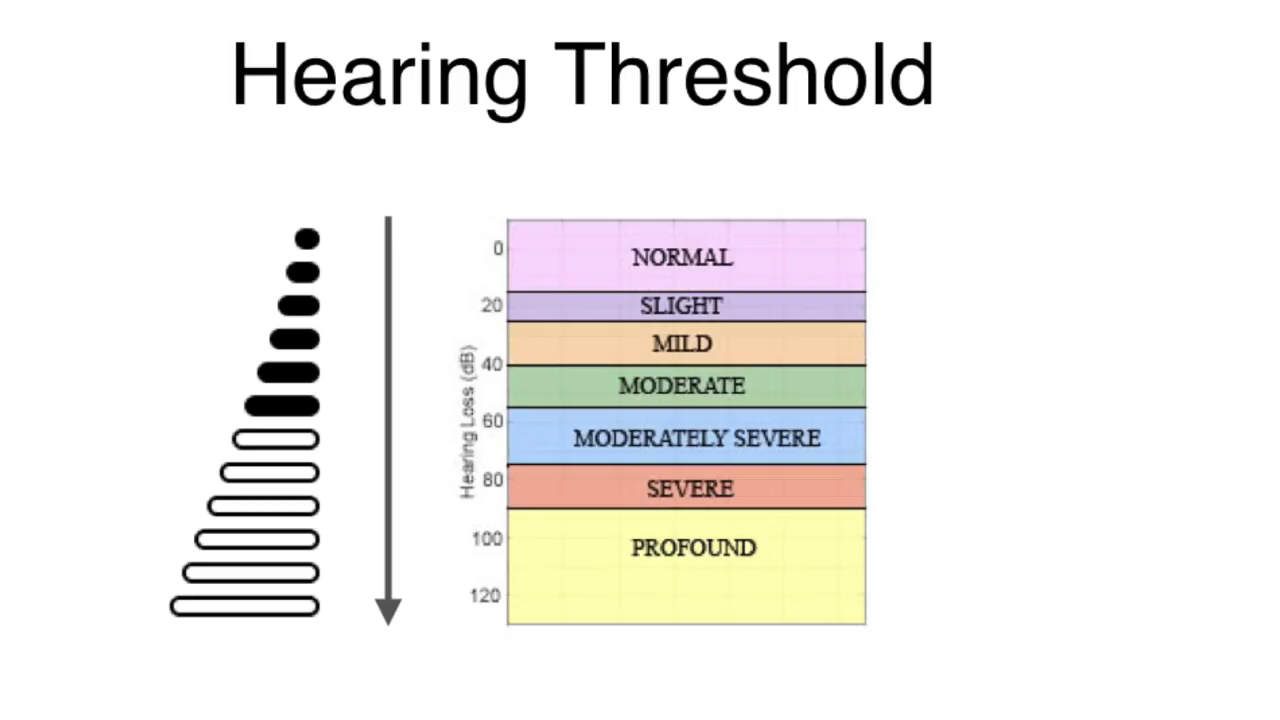 Hearing Threshold
Hearing Loss (dB)
0
20
40
60
80
100
120
NORMAL
SLIGHT
MILD
MODERATE
MODERATELY SEVERE
SEVERE
PROFOUND